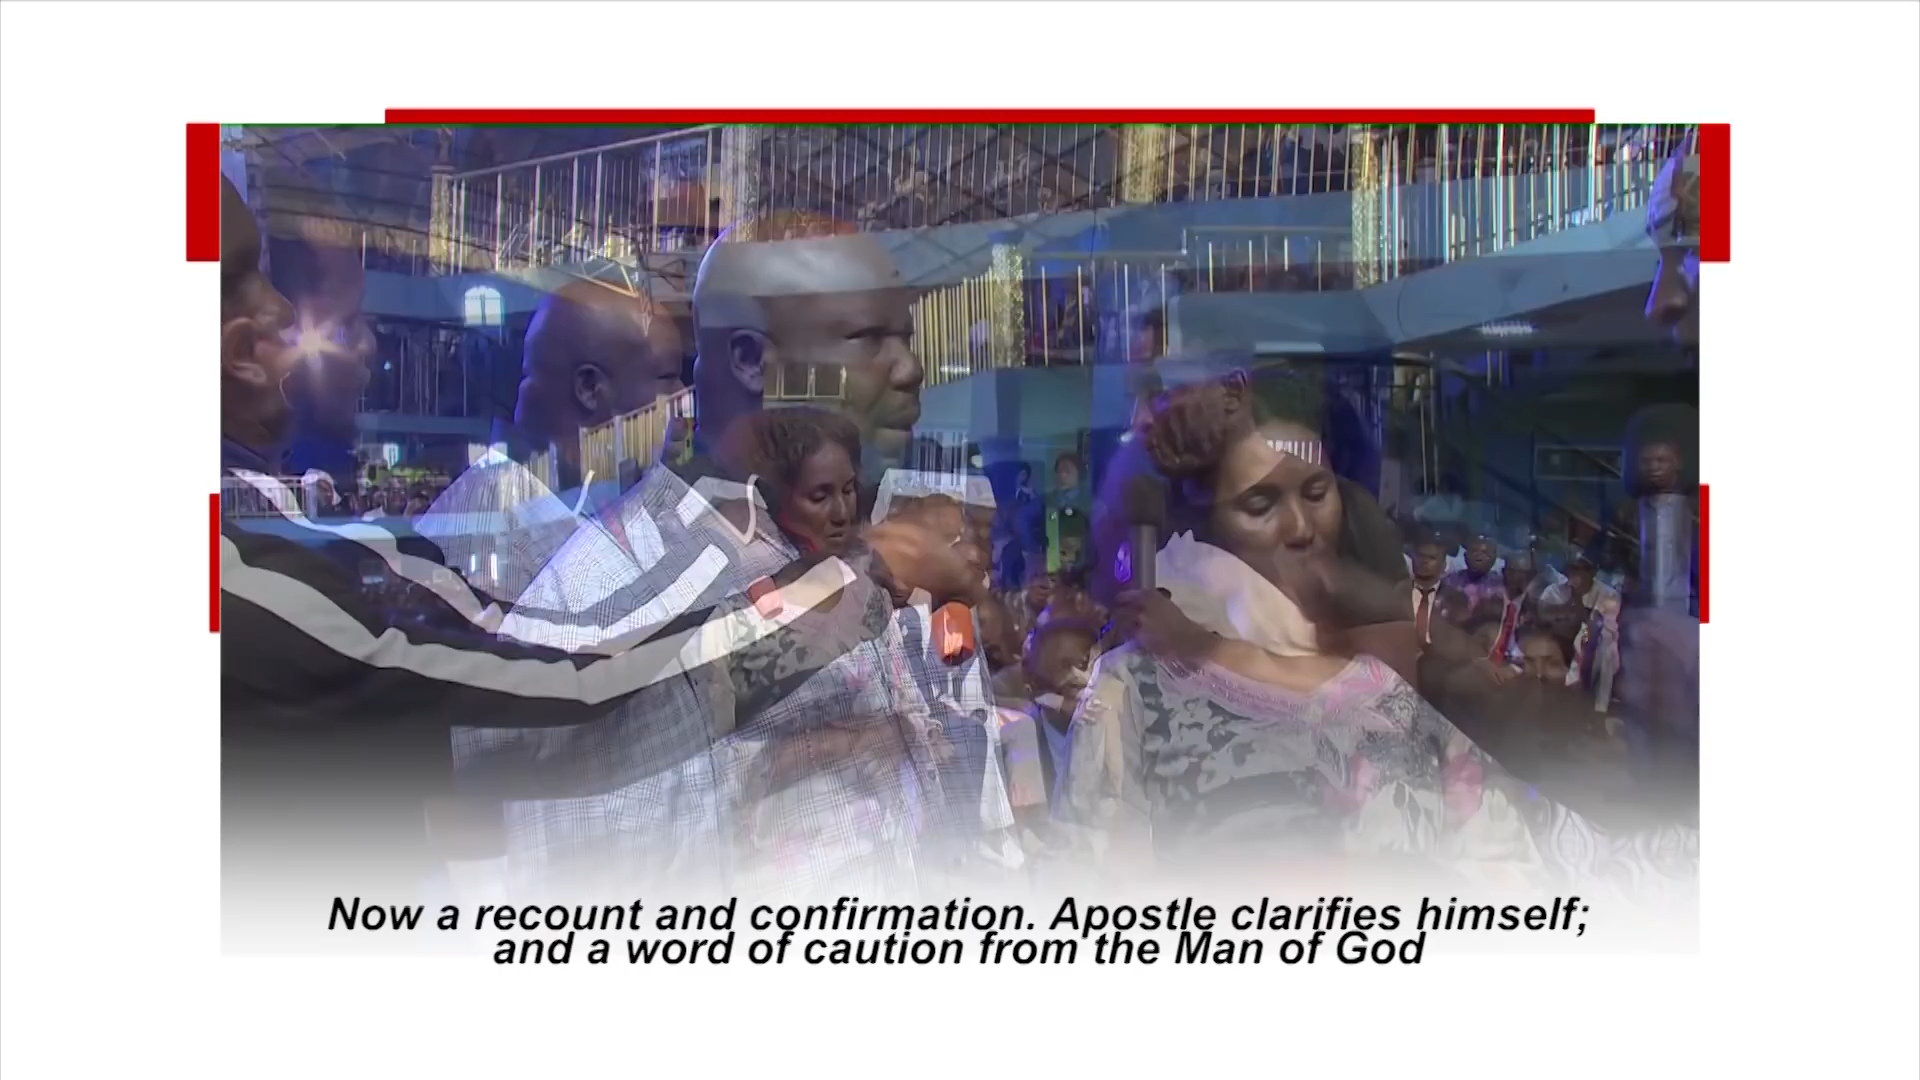 Now a recount and confirmation. Apostle clarifies himself;
and a word of caution from the Man of God